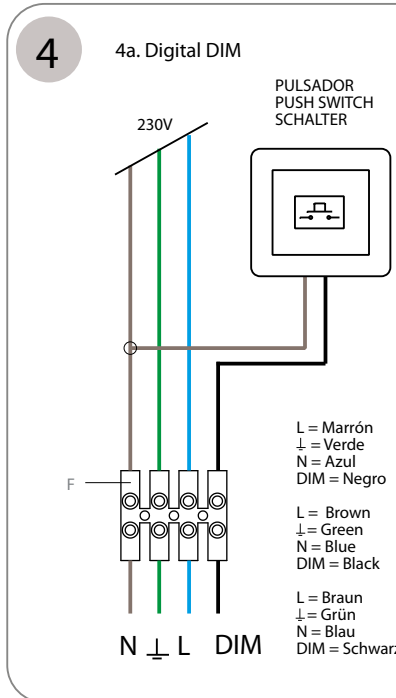 4
4a. Digital DIM
PULSADOR
PUSH SWITCH
SCHALTER
230V
F
L = Marrón
⏚ = Verde
N = Azul
DIM = Negro
L = Brown
⏚ = Green
N = Blue
DIM = Black
L = Braun
⏚ = Grün
N = Blau
DIM = Schwarz
N ⏚ L DIM